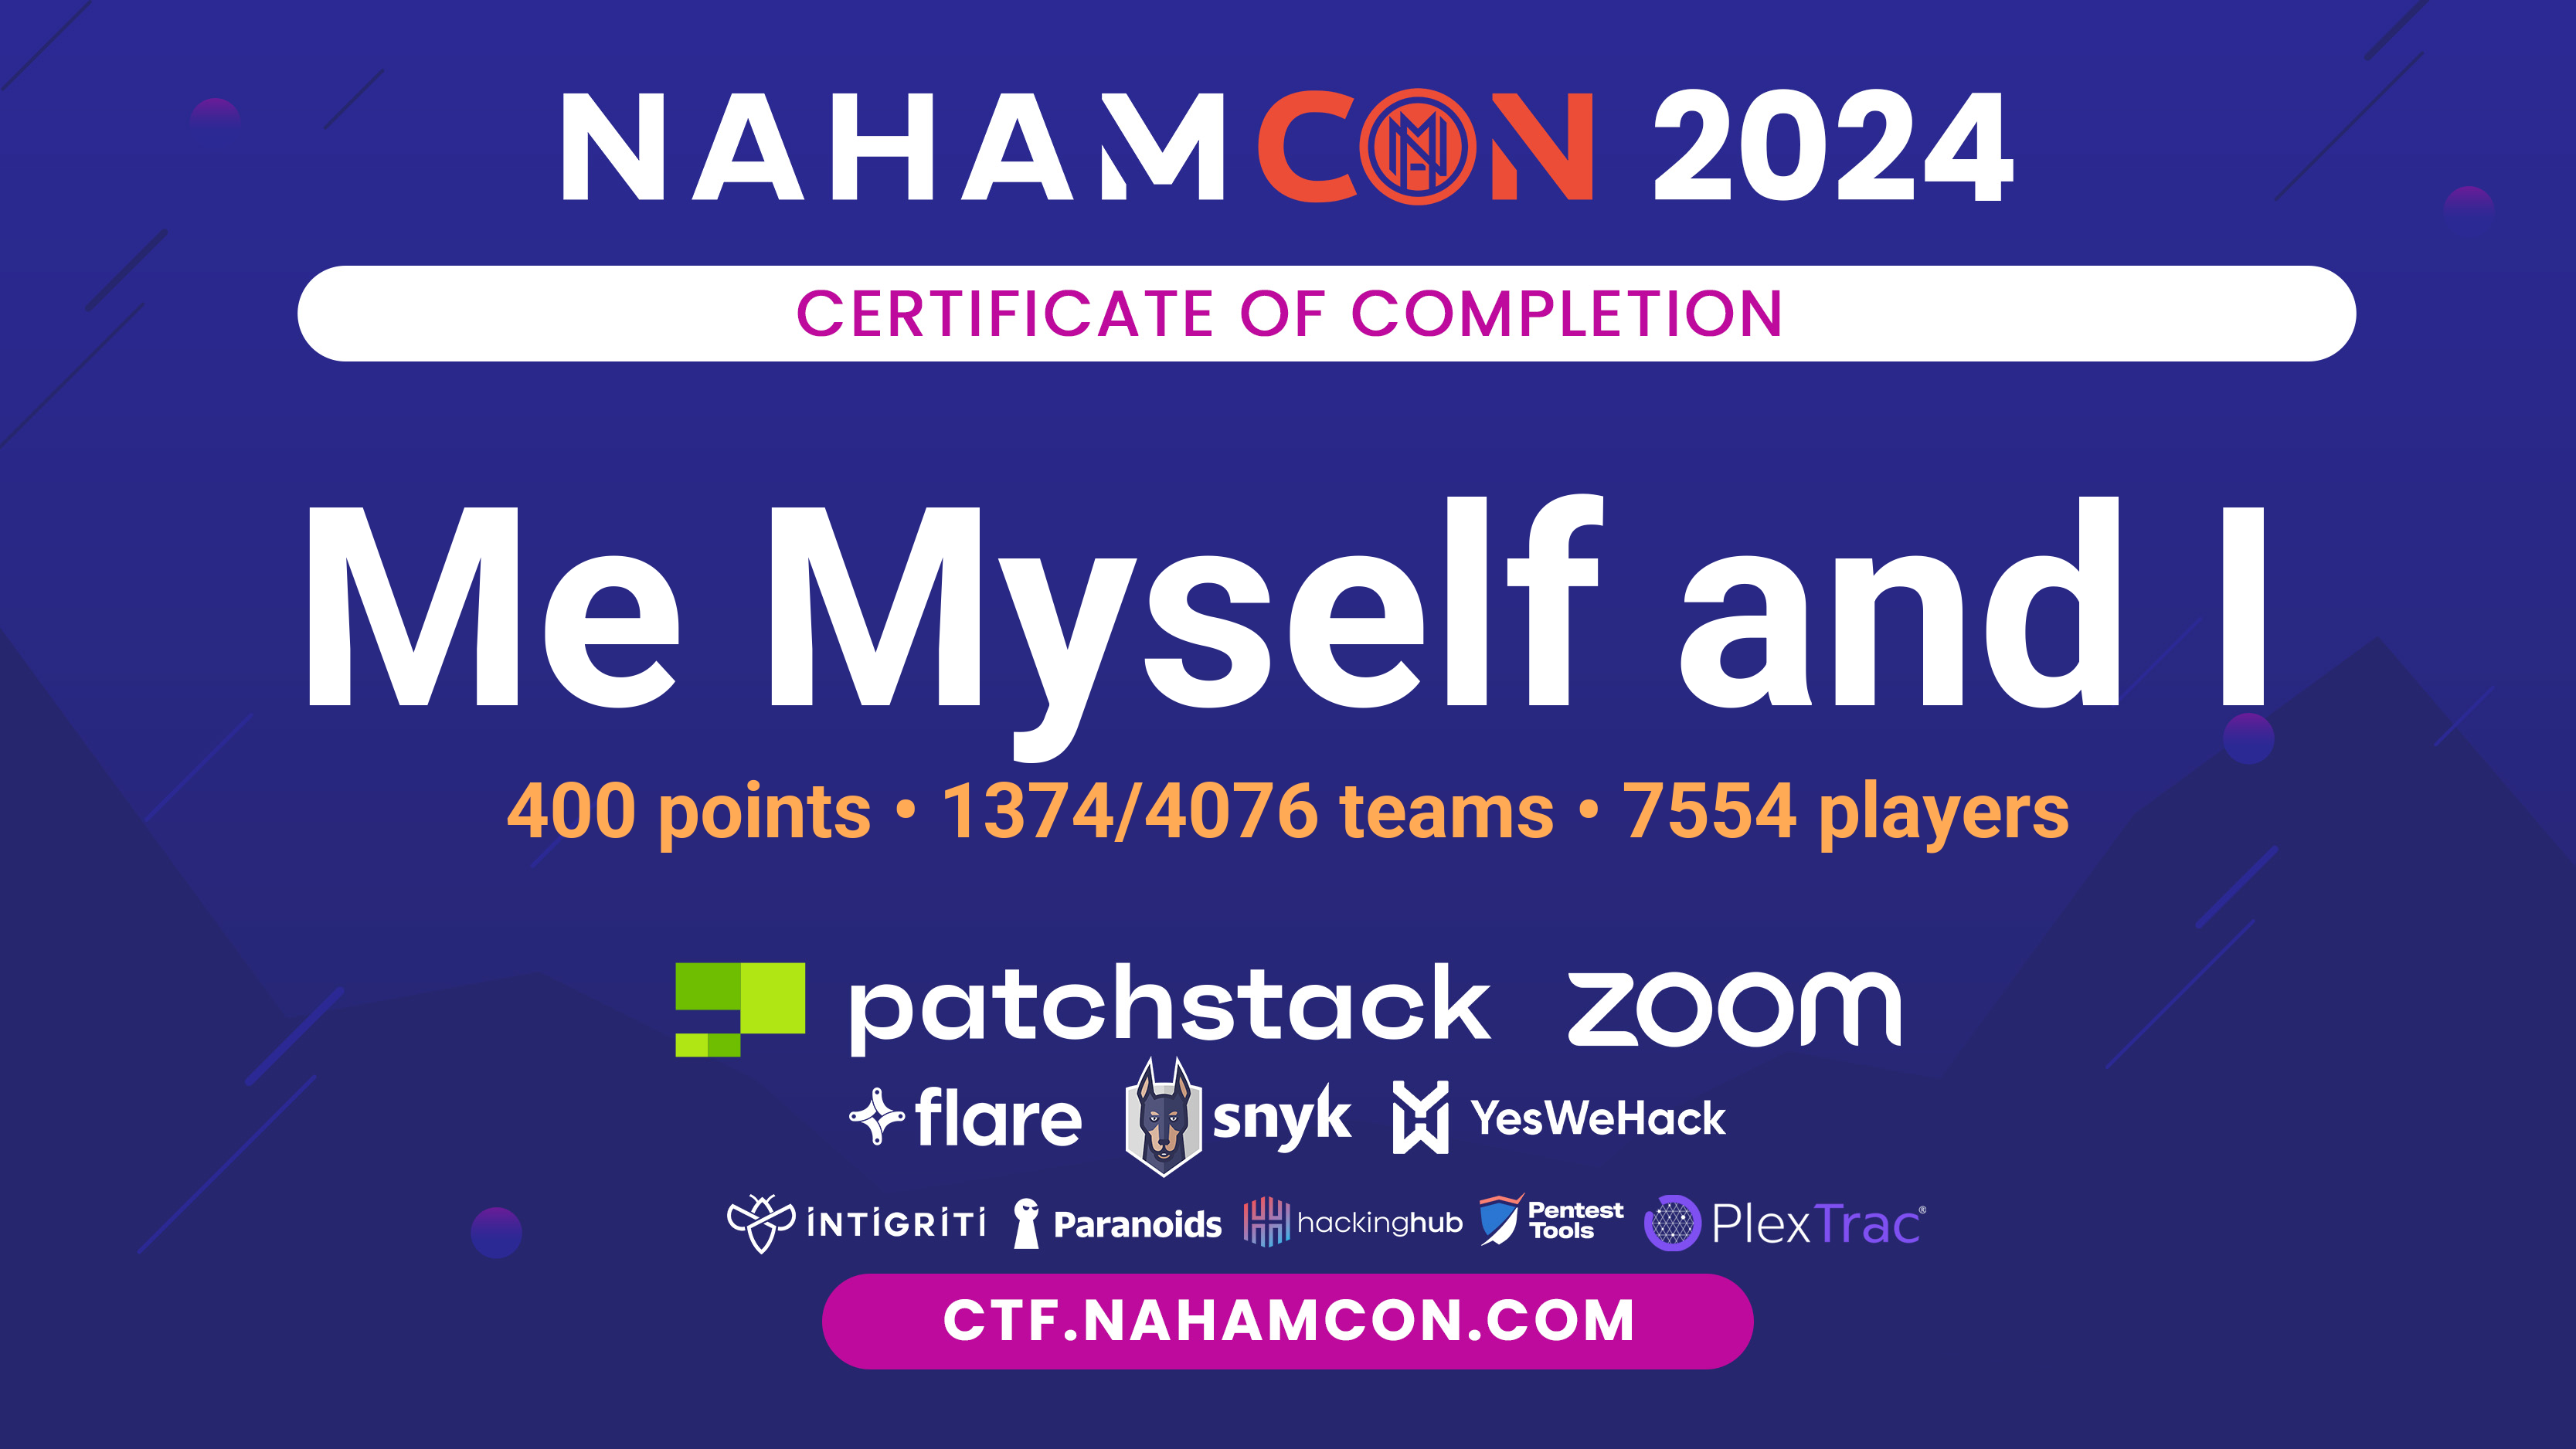 NAHAMCON 2024
CERTIFICATE OF COMPLETION
Me Myself and I
400 points • 1374/4076 teams • 7554 players
patchstack zoom
flare snyk YesWeHack
INTIGRITI Paranoids hackinghub Pentest Tools PlexTrac®
CTF.NAHAMCON.COM